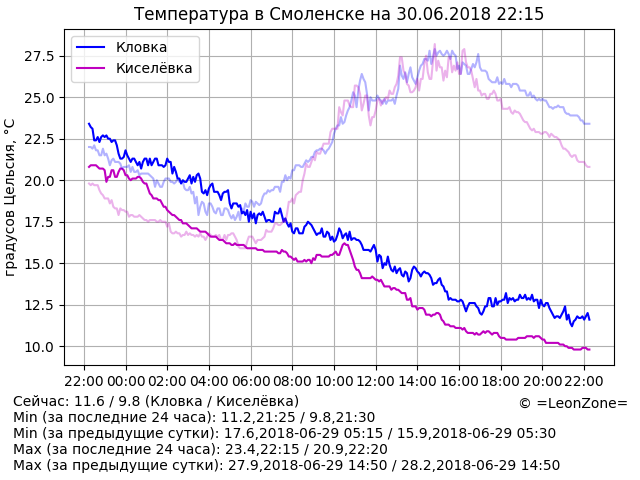 Температура в Смоленске на 30.06.2018 22:15
Кловка
Киселёвка
градусов Цельсия, °C
27.5
25.0
22.5
20.0
17.5
15.0
12.5
10.0
22:00 00:00 02:00 04:00 06:00 08:00 10:00 12:00 14:00 16:00 18:00 20:00 22:00
Сейчас: 11.6 / 9.8 (Кловка / Киселёвка)
© =LeonZone=
Min (за последние 24 часа): 11.2,21:25 / 9.8,21:30
Min (за предыдущие сутки): 17.6,2018-06-29 05:15 / 15.9,2018-06-29 05:30
Max (за последние 24 часа): 23.4,22:15 / 20.9,22:20
Max (за предыдущие сутки): 27.9,2018-06-29 14:50 / 28.2,2018-06-29 14:50